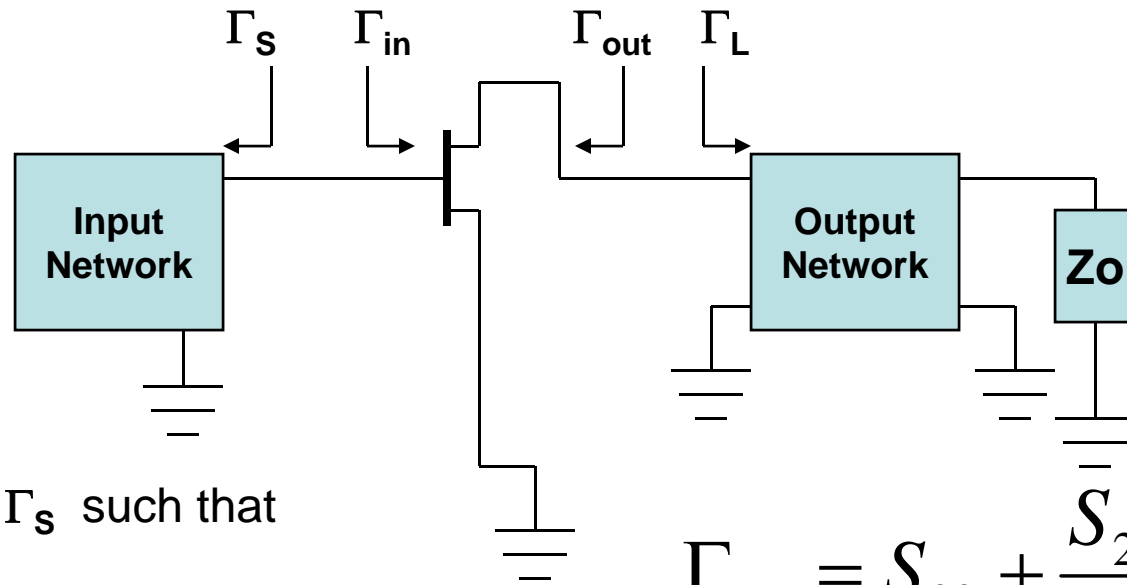 ΓS Γin Γout ΓL
Input Network
Output Network
Zo
ΓS such that
Γ = S + S